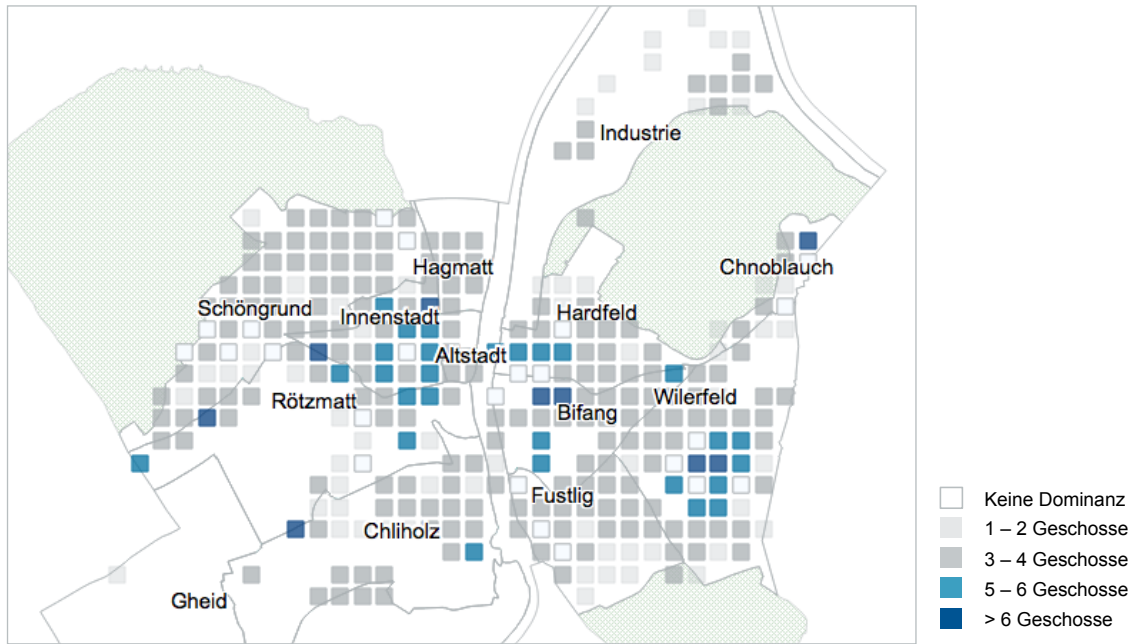 Industrie
Chnoblauch
Hagmatt
Schöngrund
Innenstadt
Hardfeld
Altstadt
Rötzmatt
Bifang
Wilerfeld
Fustlig
Chliholz
Gheid
Keine Dominanz
1 – 2 Geschosse
3 – 4 Geschosse
5 – 6 Geschosse
> 6 Geschosse